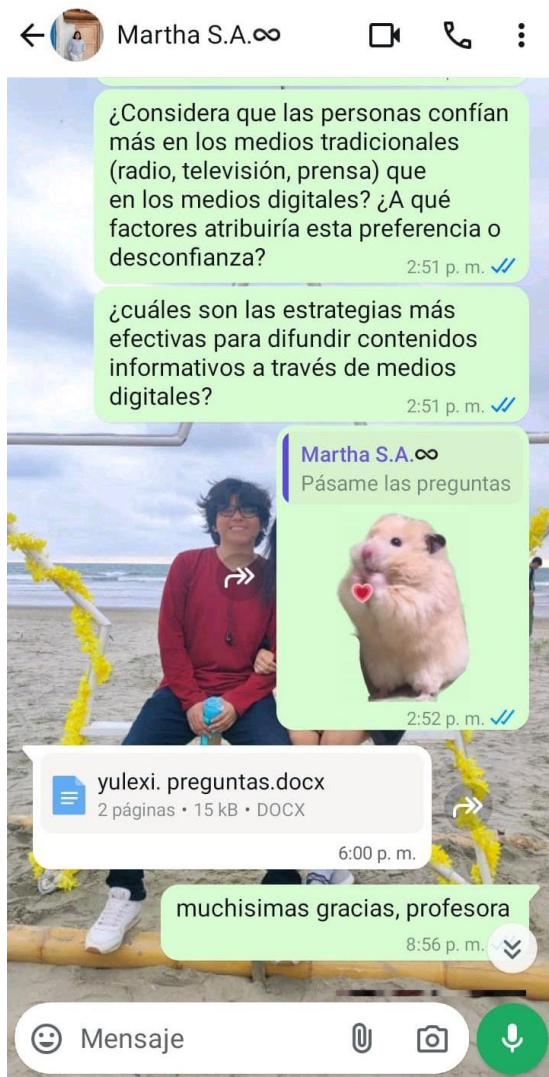 Martha S.A.∞
¿Considera que las personas confían
más en los medios tradicionales
(radio, televisión, prensa) que
en los medios digitales? ¿A qué
factores atribuiría esta preferencia o
desconfianza?
2:51 p. m.
¿cuáles son las estrategias más
efectivas para difundir contenidos
informativos a través de medios
digitales?
2:51 p. m.
Martha S.A.∞
Pásame las preguntas
2:52 p. m.
yulexi. preguntas.docx
2 páginas • 15 kB • DOCX
6:00 p. m.
muchisimas gracias, profesora
8:56 p. m.
Mensaje